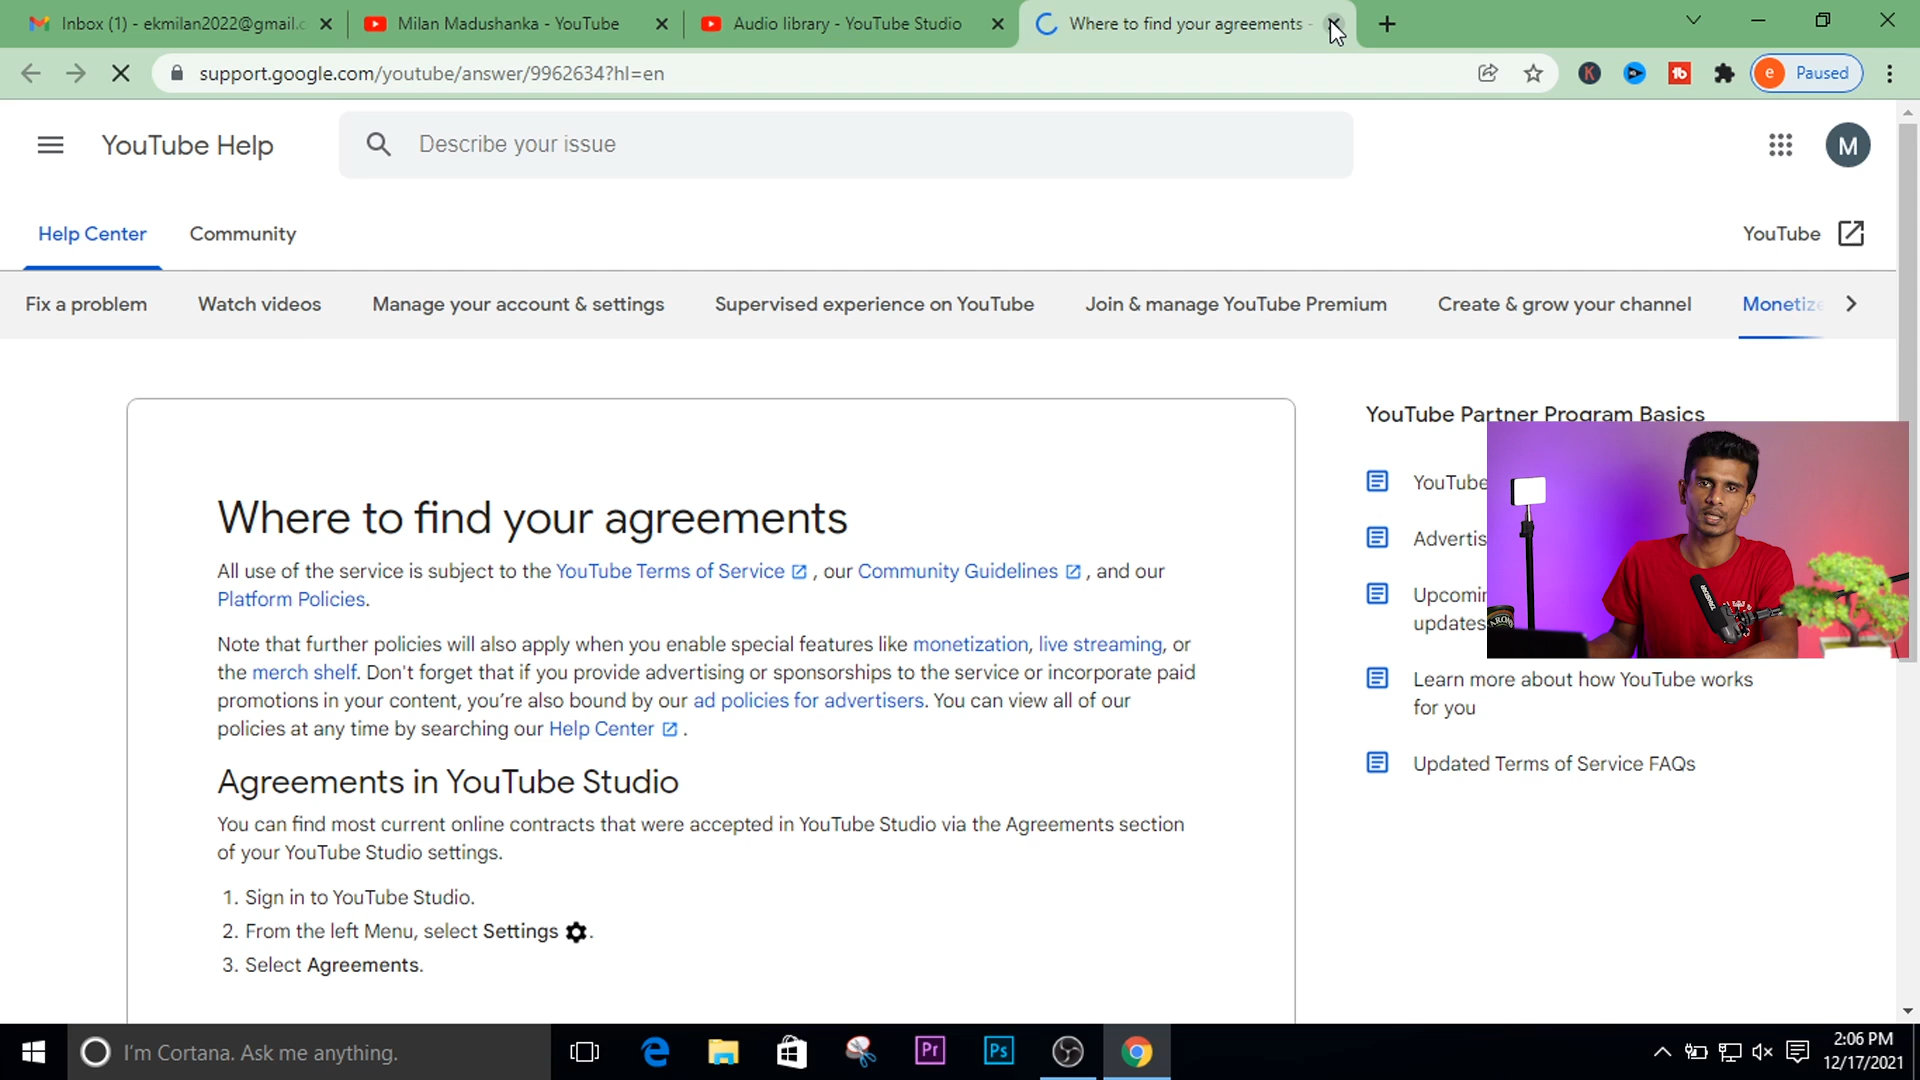 Inbox (1) - ekmilan2022@gmail.c
Milan Madushanka - YouTube
Audio library - YouTube Studio
Where to find your agreements -
support.google.com/youtube/answer/9962634?hl=en
K
e Paused
YouTube Help
Describe your issue
M
Help Center
Community
YouTube
Fix a problem
Watch videos
Manage your account & settings
Supervised experience on YouTube
Join & manage YouTube Premium
Create & grow your channel
Monetize
YouTube Partner Program Basics
YouTube
Advertis
Upcomin
updates
Learn more about how YouTube works
for you
Updated Terms of Service FAQs
Where to find your agreements
All use of the service is subject to the YouTube Terms of Service , our Community Guidelines , and our
Platform Policies.
Note that further policies will also apply when you enable special features like monetization, live streaming, or
the merch shelf. Don't forget that if you provide advertising or sponsorships to the service or incorporate paid
promotions in your content, you’re also bound by our ad policies for advertisers. You can view all of our
policies at any time by searching our Help Center .
Agreements in YouTube Studio
You can find most current online contracts that were accepted in YouTube Studio via the Agreements section
of your YouTube Studio settings.
1. Sign in to YouTube Studio.
2. From the left Menu, select Settings .
3. Select Agreements.
I'm Cortana. Ask me anything.
Pr
Ps
2:06 PM
12/17/2021